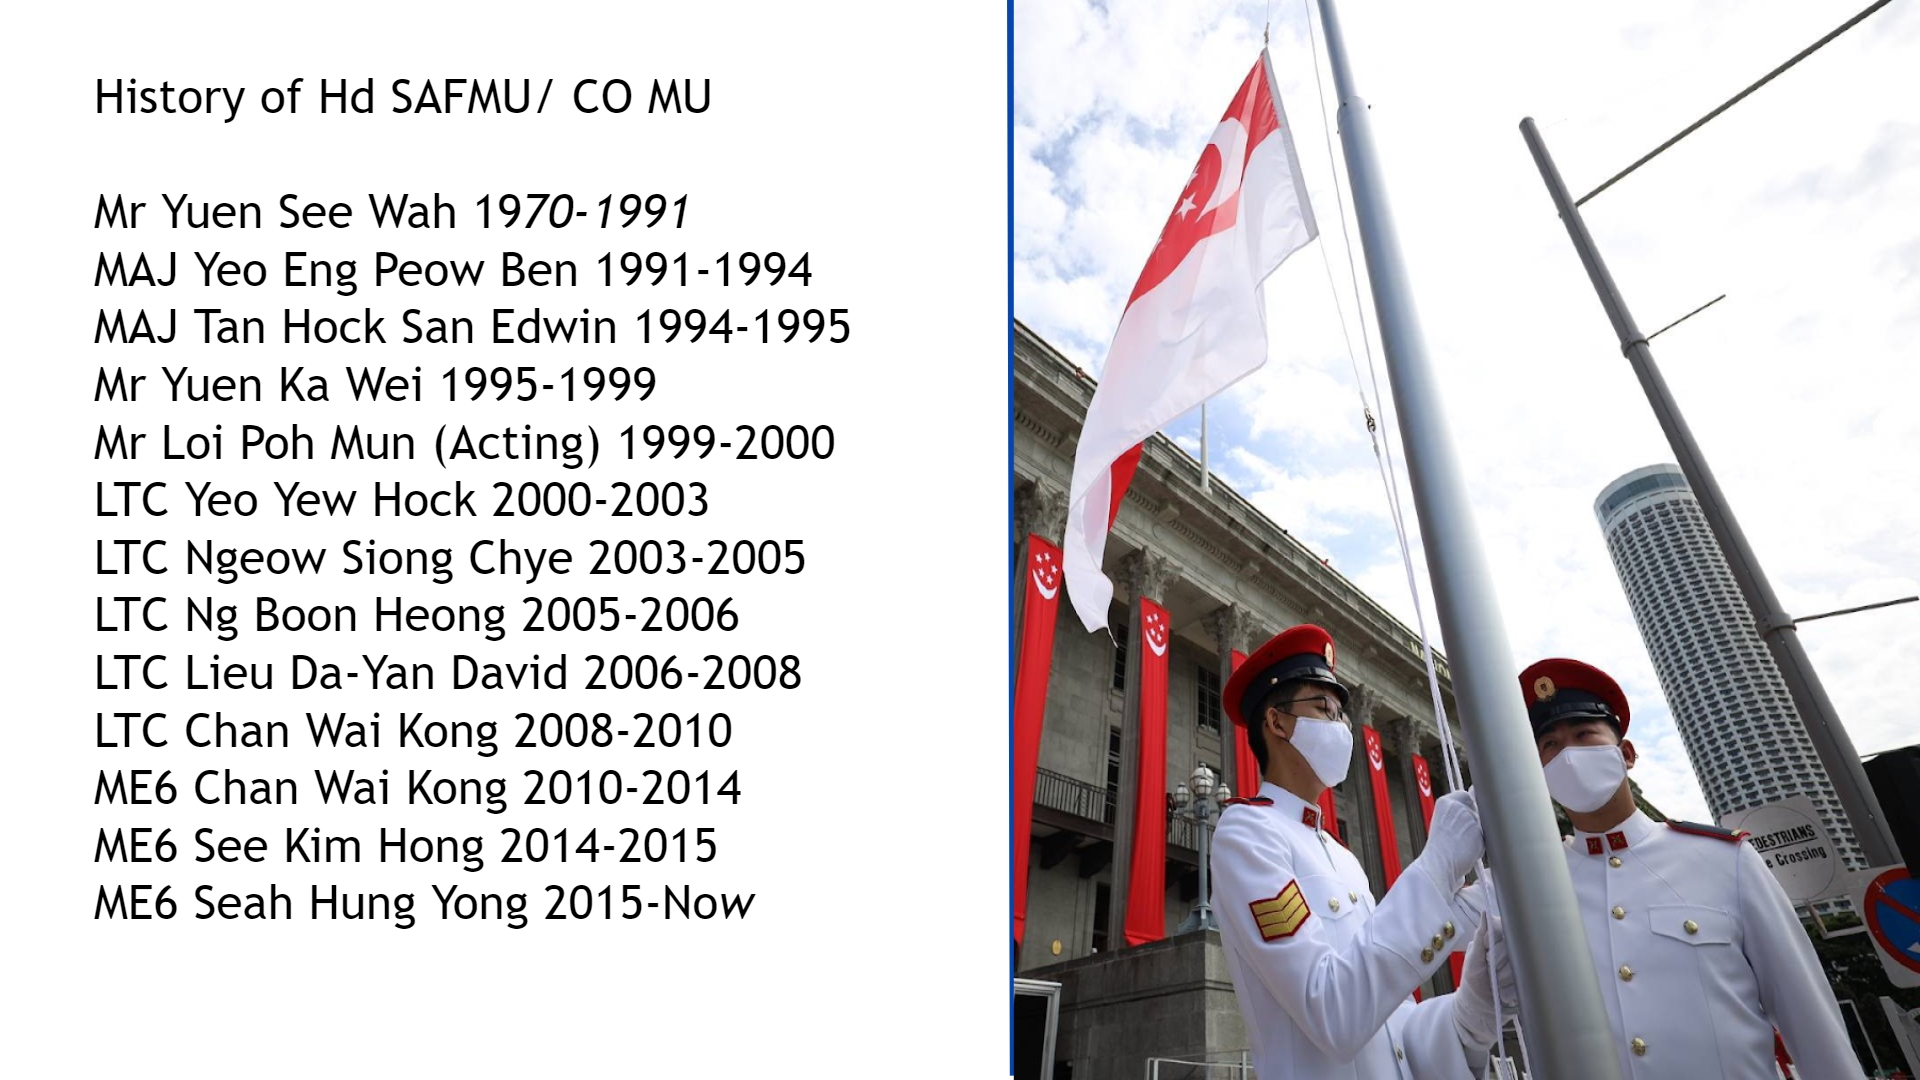 History of Hd SAFMU/ CO MU
Mr Yuen See Wah 1970-1991
MAJ Yeo Eng Peow Ben 1991-1994
MAJ Tan Hock San Edwin 1994-1995
Mr Yuen Ka Wei 1995-1999
Mr Loi Poh Mun (Acting) 1999-2000
LTC Yeo Yew Hock 2000-2003
LTC Ngeow Siong Chye 2003-2005
LTC Ng Boon Heong 2005-2006
LTC Lieu Da-Yan David 2006-2008
LTC Chan Wai Kong 2008-2010
ME6 Chan Wai Kong 2010-2014
ME6 See Kim Hong 2014-2015
ME6 Seah Hung Yong 2015-Now
Crossing